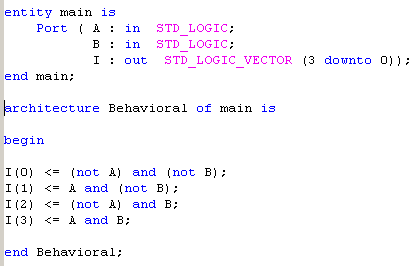 entity main is
Port ( A : in STD_LOGIC;
B : in STD_LOGIC;
I : out STD_LOGIC_VECTOR (3 downto 0));
end main;
architecture Behavioral of main is
begin
I(0) <= (not A) and (not B);
I(1) <= A and (not B);
I(2) <= (not A) and B;
I(3) <= A and B;
end Behavioral;